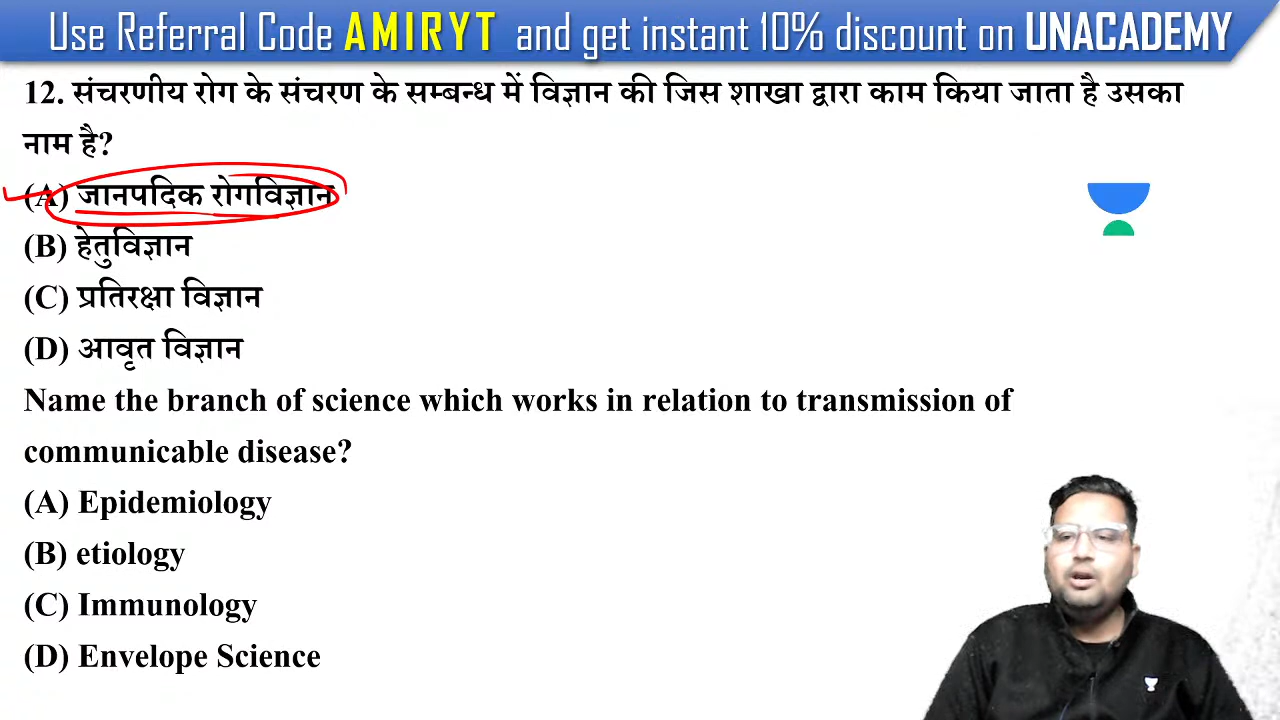 Use Referral Code AMIRYT and get instant 10% discount on UNACADEMY
12. संचरणीय रोग के संचरण के सम्बन्ध में विज्ञान की जिस शाखा द्वारा काम किया जाता है उसका
नाम है?
(A) जानपदिक रोगविज्ञान
(B) हेतुविज्ञान
(C) प्रतिरक्षा विज्ञान
(D) आवृत विज्ञान
Name the branch of science which works in relation to transmission of
communicable disease?
(A) Epidemiology
(B) etiology
(C) Immunology
(D) Envelope Science